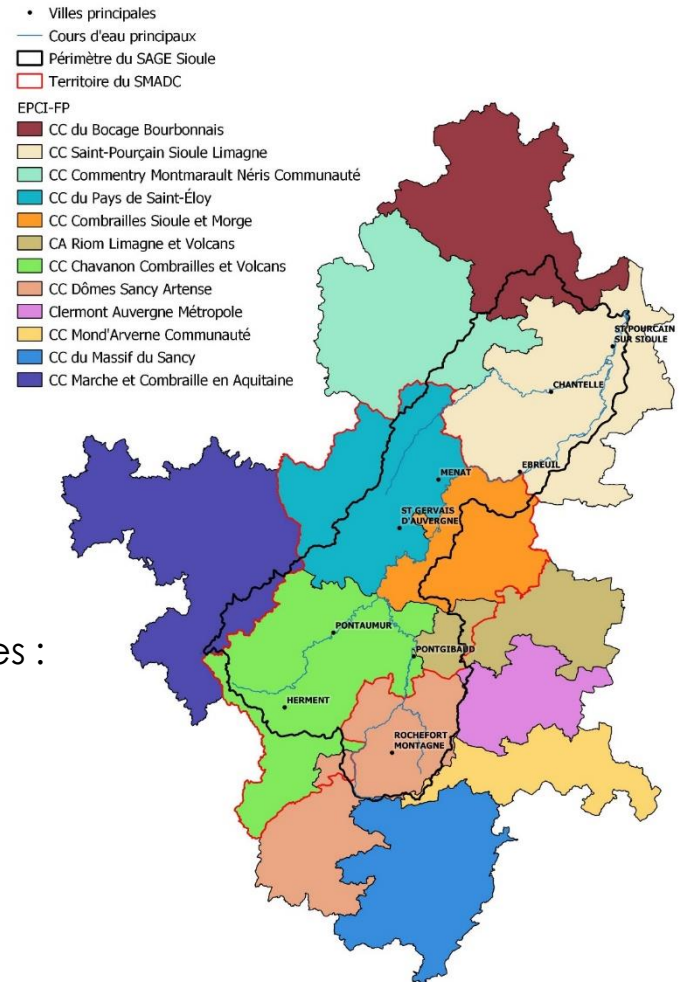 Villes principales
Cours d'eau principaux
Périmètre du SAGE Sioule
Territoire du SMADC
EPCI-FP
CC du Bocage Bourbonnais
CC Saint-Pourçain Sioule Limagne
CC Commentry Montmarault Néris Communauté
CC du Pays de Saint-Éloy
CC Combrailles Sioule et Morge
CA Riom Limagne et Volcans
CC Chavanon Combrailles et Volcans
CC Dômes Sancy Artense
Clermont Auvergne Métropole
CC Mond'Arverne Communauté
CC du Massif du Sancy
CC Marche et Combraille en Aquitaine
ST POURCAIN
SUR SIOULE
CHANTELLE
EBREUIL
MENAT
ST GERVAIS
D'AUVERGNE
PONTAUMUR
es :
PONTGIBAUD
HERMENT
ROCHEFORT
MONTAGNE